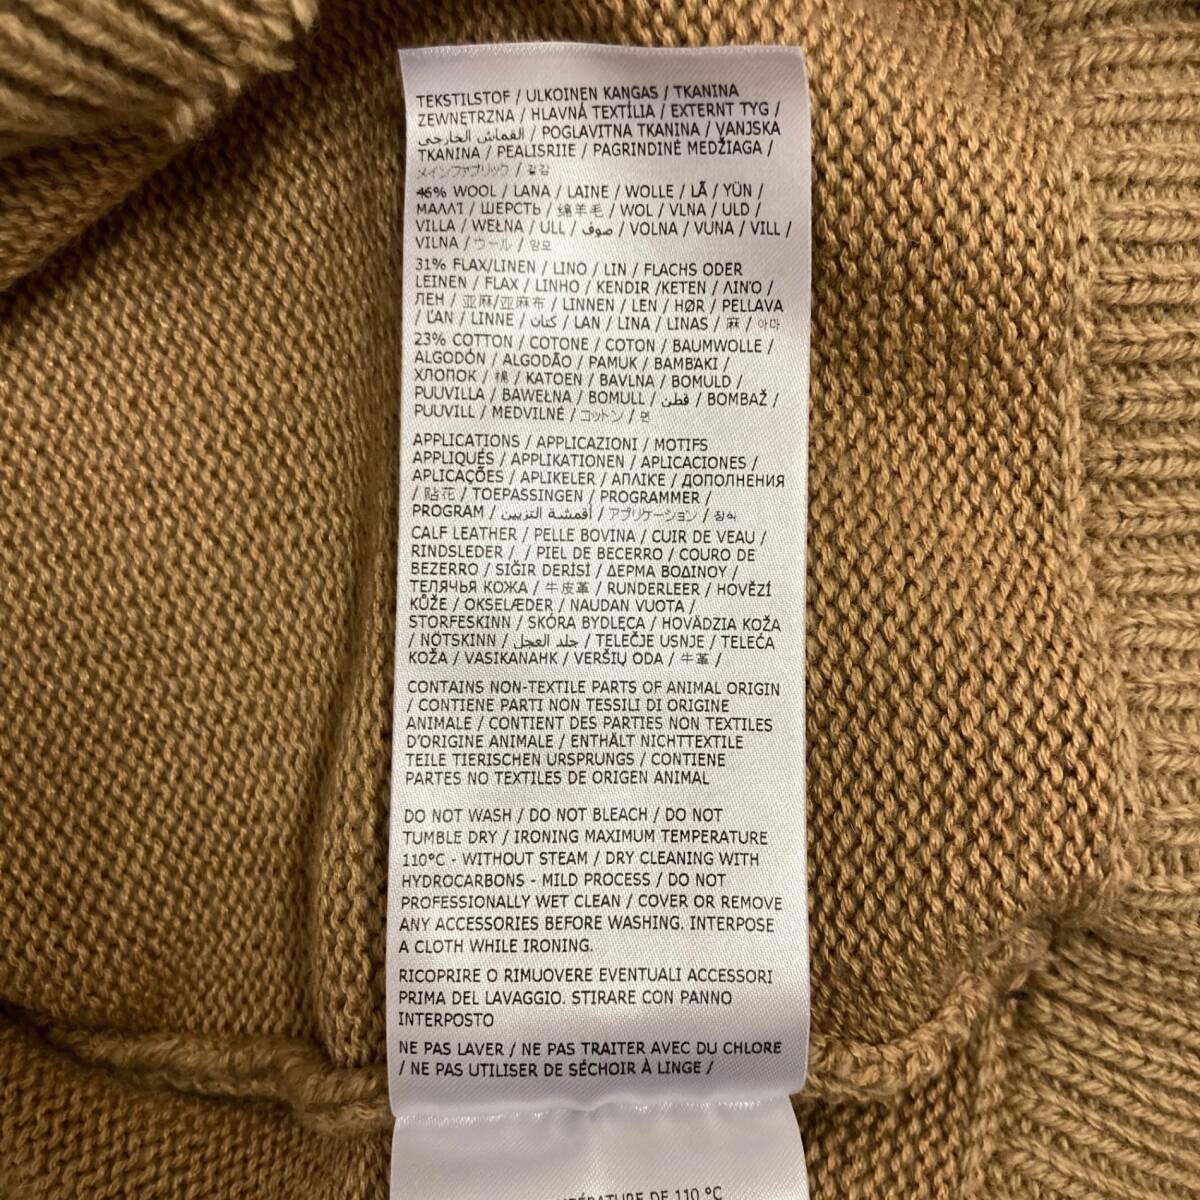 TEKSTILSTOF / ULKOINEN KANGAS / TKANINA
ZEWNĘTRZNA / HLAVNÁ TEXTÍLIA / EXTERNT TYG /
القماش الخارجي / POGLAVITNA TKANINA / VANJSKA
TKANINA / PEALISRIIE / PAGRINDINĖ MEDŽIAGA /
メインファブリック / 겉감
46% WOOL / LANA / LAINE / WOLLE / LÃ / YÜN /
ΜΑΛΛΊ / ШЕРСТЬ / 绵羊毛 / WOL / VLNA / ULD /
VILLA / WEŁNA / ULL / صوف / VOLNA / VUNA / VILL /
VILNA / ウール / 양모
31% FLAX/LINEN / LINO / LIN / FLACHS ODER
LEINEN / FLAX / LINHO / KENDIR /KETEN / ΛΙΝΌ /
ЛЕН / 亚麻/亚麻布 / LINNEN / LEN / HØR / PELLAVA
/ ĽAN / LINNE / كتان / LAN / LINA / LINAS / 麻 / 아마
23% COTTON / COTONE / COTON / BAUMWOLLE /
ALGODÓN / ALGODÃO / PAMUK / ΒΑΜΒΆΚΙ /
ХЛОПОК / 棉 / KATOEN / BAVLNA / BOMULD /
PUUVILLA / BAWEŁNA / BOMULL / قطن / BOMBAŽ /
PUUVILL / MEDVILNĖ / コットン / 면
APPLICATIONS / APPLICAZIONI / MOTIFS
APPLIQUÉS / APPLIKATIONEN / APLICACIONES /
APLICAÇÕES / APLIKELER / ΑΠΛΙΚΕ / ДОПОЛНЕНИЯ
/ 贴花 / TOEPASSINGEN / PROGRAMMER /
PROGRAM / أقمشة التزيين / アプリケーション / 장식
CALF LEATHER / PELLE BOVINA / CUIR DE VEAU /
RINDSLEDER / / PIEL DE BECERRO / COURO DE
BEZERRO / SIĞIR DERİSİ / ΔΕΡΜΑ ΒΟΔΙΝΟΥ /
ТЕЛЯЧЬЯ КОЖА / 牛皮革 / RUNDERLEER / HOVĚZÍ
KŮŽE / OKSELÆDER / NAUDAN VUOTA /
STORFESKINN / SKÓRA BYDLĘCA / HOVÄDZIA KOŽA
/ NÖTSKINN / جلد العجل / TELEČJE USNJE / TELEĆA
KOŽA / VASIKANAHK / VERŠIŲ ODA / 牛革 /
CONTAINS NON-TEXTILE PARTS OF ANIMAL ORIGIN
/ CONTIENE PARTI NON TESSILI DI ORIGINE
ANIMALE / CONTIENT DES PARTIES NON TEXTILES
D'ORIGINE ANIMALE / ENTHÄLT NICHTTEXTILE
TEILE TIERISCHEN URSPRUNGS / CONTIENE
PARTES NO TEXTILES DE ORIGEN ANIMAL
DO NOT WASH / DO NOT BLEACH / DO NOT
TUMBLE DRY / IRONING MAXIMUM TEMPERATURE
110°C - WITHOUT STEAM / DRY CLEANING WITH
HYDROCARBONS - MILD PROCESS / DO NOT
PROFESSIONALLY WET CLEAN / COVER OR REMOVE
ANY ACCESSORIES BEFORE WASHING. INTERPOSE
A CLOTH WHILE IRONING.
RICOPRIRE O RIMUOVERE EVENTUALI ACCESSORI
PRIMA DEL LAVAGGIO. STIRARE CON PANNO
INTERPOSTO
NE PAS LAVER / NE PAS TRAITER AVEC DU CHLORE
/ NE PAS UTILISER DE SÉCHOIR À LINGE /
DE 110 °C